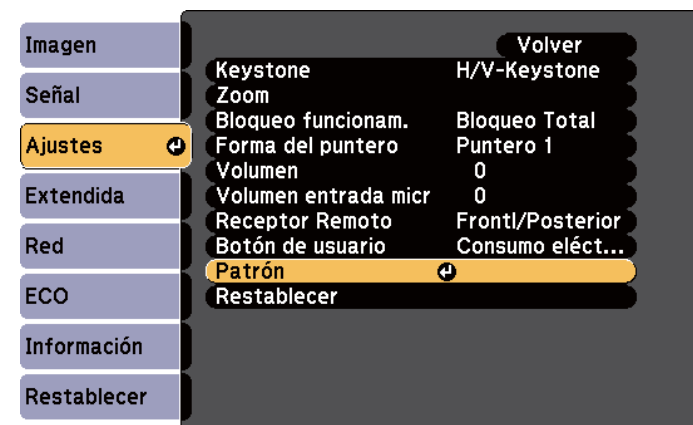 Imagen
Señal
Ajustes
Extendida
Red
ECO
Información
Restablecer
Volver
Keystone H/V-Keystone
Zoom
Bloqueo funcionam. Bloqueo Total
Forma del puntero Puntero 1
Volumen 0
Volumen entrada micr 0
Receptor Remoto Frontl/Posterior
Botón de usuario Consumo eléct...
Patrón
Restablecer